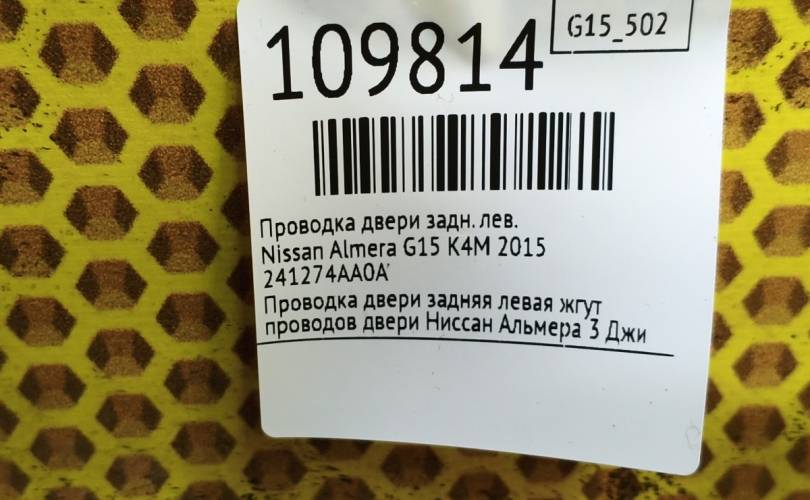 G15_502
109814
Проводка двери задн. лев.
Nissan Almera G15 K4M 2015
241274AA0A
Проводка двери задняя левая жгут
проводов двери Ниссан Альмера 3 Джи